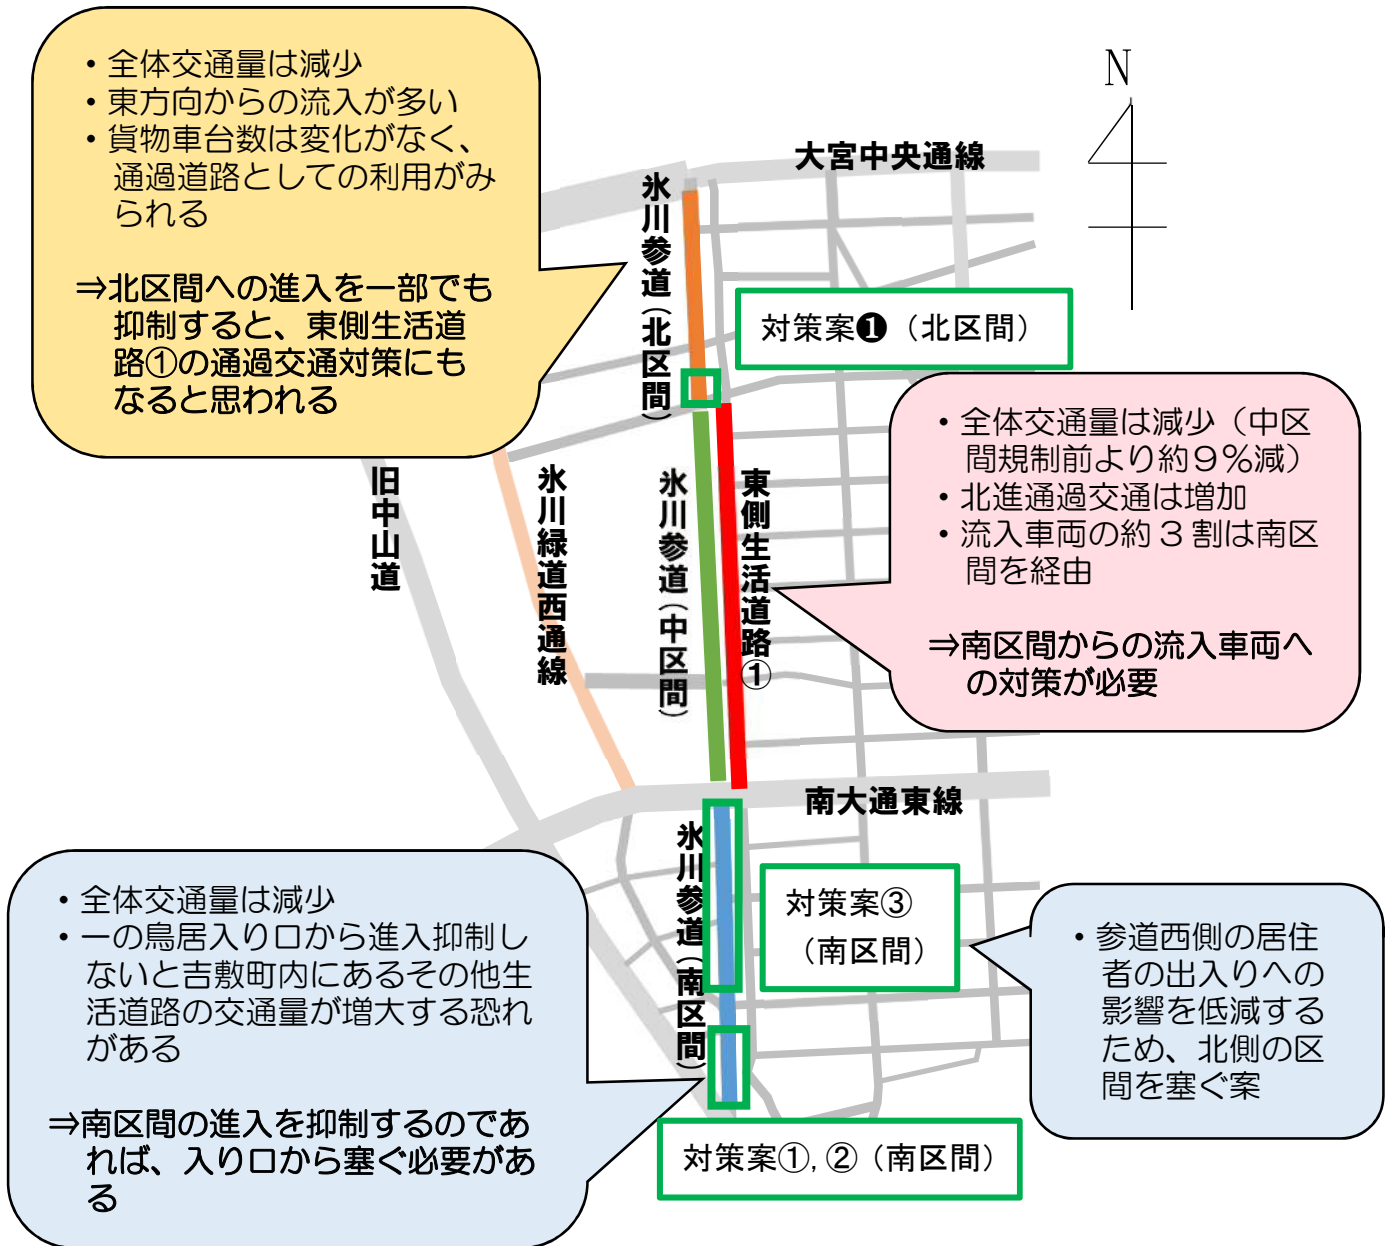 ・全体交通量は減少
・東方向からの流入が多い
・貨物車台数は変化がなく、
通過道路としての利用がみ
られる
⇒北区間への進入を一部でも
抑制すると、東側生活道
路①の通過交通対策にも
なると思われる
N
大宮中央通線
氷川参道（北区間）
対策案❶（北区間）
・全体交通量は減少（中区
間規制前より約９％減）
・北進通過交通は増加
・流入車両の約３割は南区
間を経由
⇒南区間からの流入車両へ
の対策が必要
旧中山道
氷川緑道西通線
氷川参道（中区間）
東側生活道路①
南大通東線
氷川参道（南区間）
対策案③
（南区間）
・全体交通量は減少
・一の鳥居入り口から進入抑制し
ないと吉敷町内にあるその他生
活道路の交通量が増大する恐れ
がある
⇒南区間の進入を抑制するのであ
れば、入り口から塞ぐ必要があ
る
・参道西側の居住
者の出入りへの
影響を低減する
ため、北側の区
間を塞ぐ案
対策案①,②（南区間）